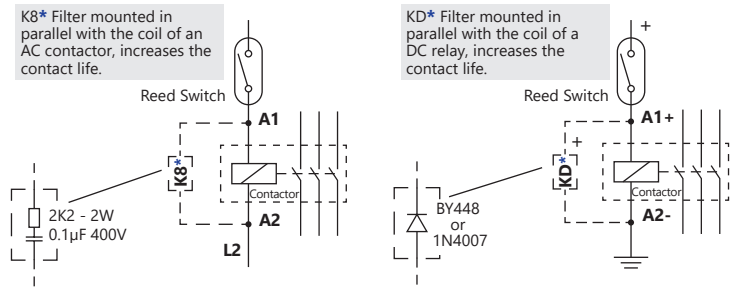 K8* Filter mounted in
parallel with the coil of an
AC contactor, increases the
contact life.
Reed Switch
A1
K8*
Contactor
A2
L2
2K2 - 2W
0.1µF 400V
KD* Filter mounted in
parallel with the coil of a
DC relay, increases the
contact life.
+
Reed Switch
A1+
+
KD*
Contactor
A2-
BY448
or
1N4007